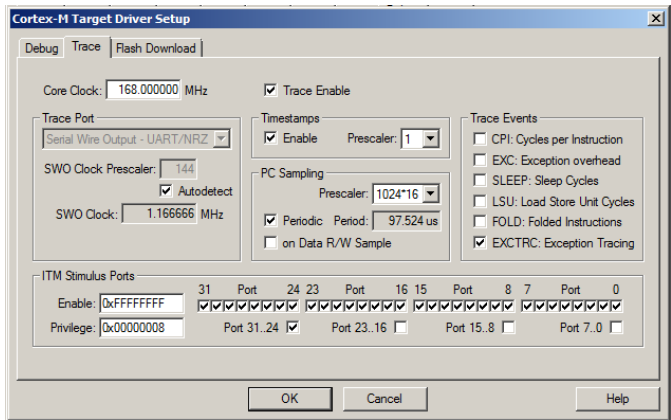 Cortex-M Target Driver Setup
Debug Trace Flash Download
Core Clock: 168.000000 MHz Trace Enable
Trace Port
Serial Wire Output - UART/NRZ
SWO Clock Prescaler: 144
Autodetect
SWO Clock: 1.166666 MHz
Timestamps
Enable Prescaler: 1
PC Sampling
Prescaler: 1024*16
Periodic Period: 97.524 us
on Data R/W Sample
Trace Events
CPI: Cycles per Instruction
EXC: Exception overhead
SLEEP: Sleep Cycles
LSU: Load Store Unit Cycles
FOLD: Folded Instructions
EXCTRC: Exception Tracing
ITM Stimulus Ports
31 Port 24 23 Port 16 15 Port 8 7 Port 0
Enable: 0xFFFFFFFF
Privilege: 0x00000008 Port 31..24 Port 23..16 Port 15..8 Port 7..0
OK Cancel Help